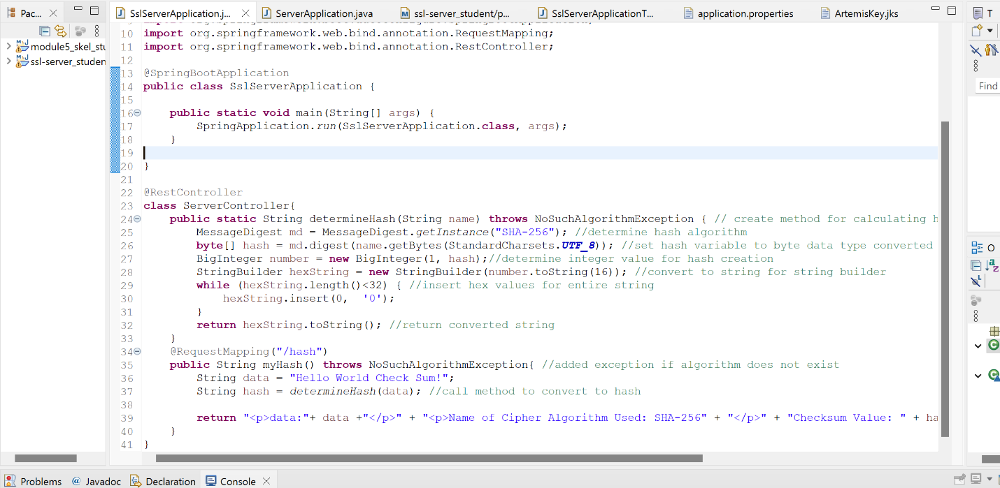 Pac...
SslServerApplication.j...
ServerApplication.java
ssl-server_student/p...
SslServerApplicationT...
application.properties
ArtemisKey.jks
T
module5_skel_stu
ssl-server_studen
Find
O
10 import org.springframework.web.bind.annotation.RequestMapping;
11 import org.springframework.web.bind.annotation.RestController;
12
13 @SpringBootApplication
14 public class SslServerApplication {
15
16 public static void main(String[] args) {
17 SpringApplication.run(SslServerApplication.class, args);
18 }
19
20 }
21
22 @RestController
23 class ServerController{
24 public static String determineHash(String name) throws NoSuchAlgorithmException { // create method for calculating h
25 MessageDigest md = MessageDigest.getInstance("SHA-256"); //determine hash algorithm
26 byte[] hash = md.digest(name.getBytes(StandardCharsets.UTF_8)); //set hash variable to byte data type converted
27 BigInteger number = new BigInteger(1, hash);//determine integer value for hash creation
28 StringBuilder hexString = new StringBuilder(number.toString(16)); //convert to string for string builder
29 while (hexString.length()<32) { //insert hex values for entire string
30 hexString.insert(0, '0');
31 }
32 return hexString.toString(); //return converted string
33 }
34 @RequestMapping("/hash")
35 public String myHash() throws NoSuchAlgorithmException{ //added exception if algorithm does not exist
36 String data = "Hello World Check Sum!";
37 String hash = determineHash(data); //call method to convert to hash
38
39 return "<p>data:"+ data +"</p>" + "<p>Name of Cipher Algorithm Used: SHA-256" + "</p>" + "Checksum Value: " + ha
40 }
41 }
Problems
Javadoc
Declaration
Console